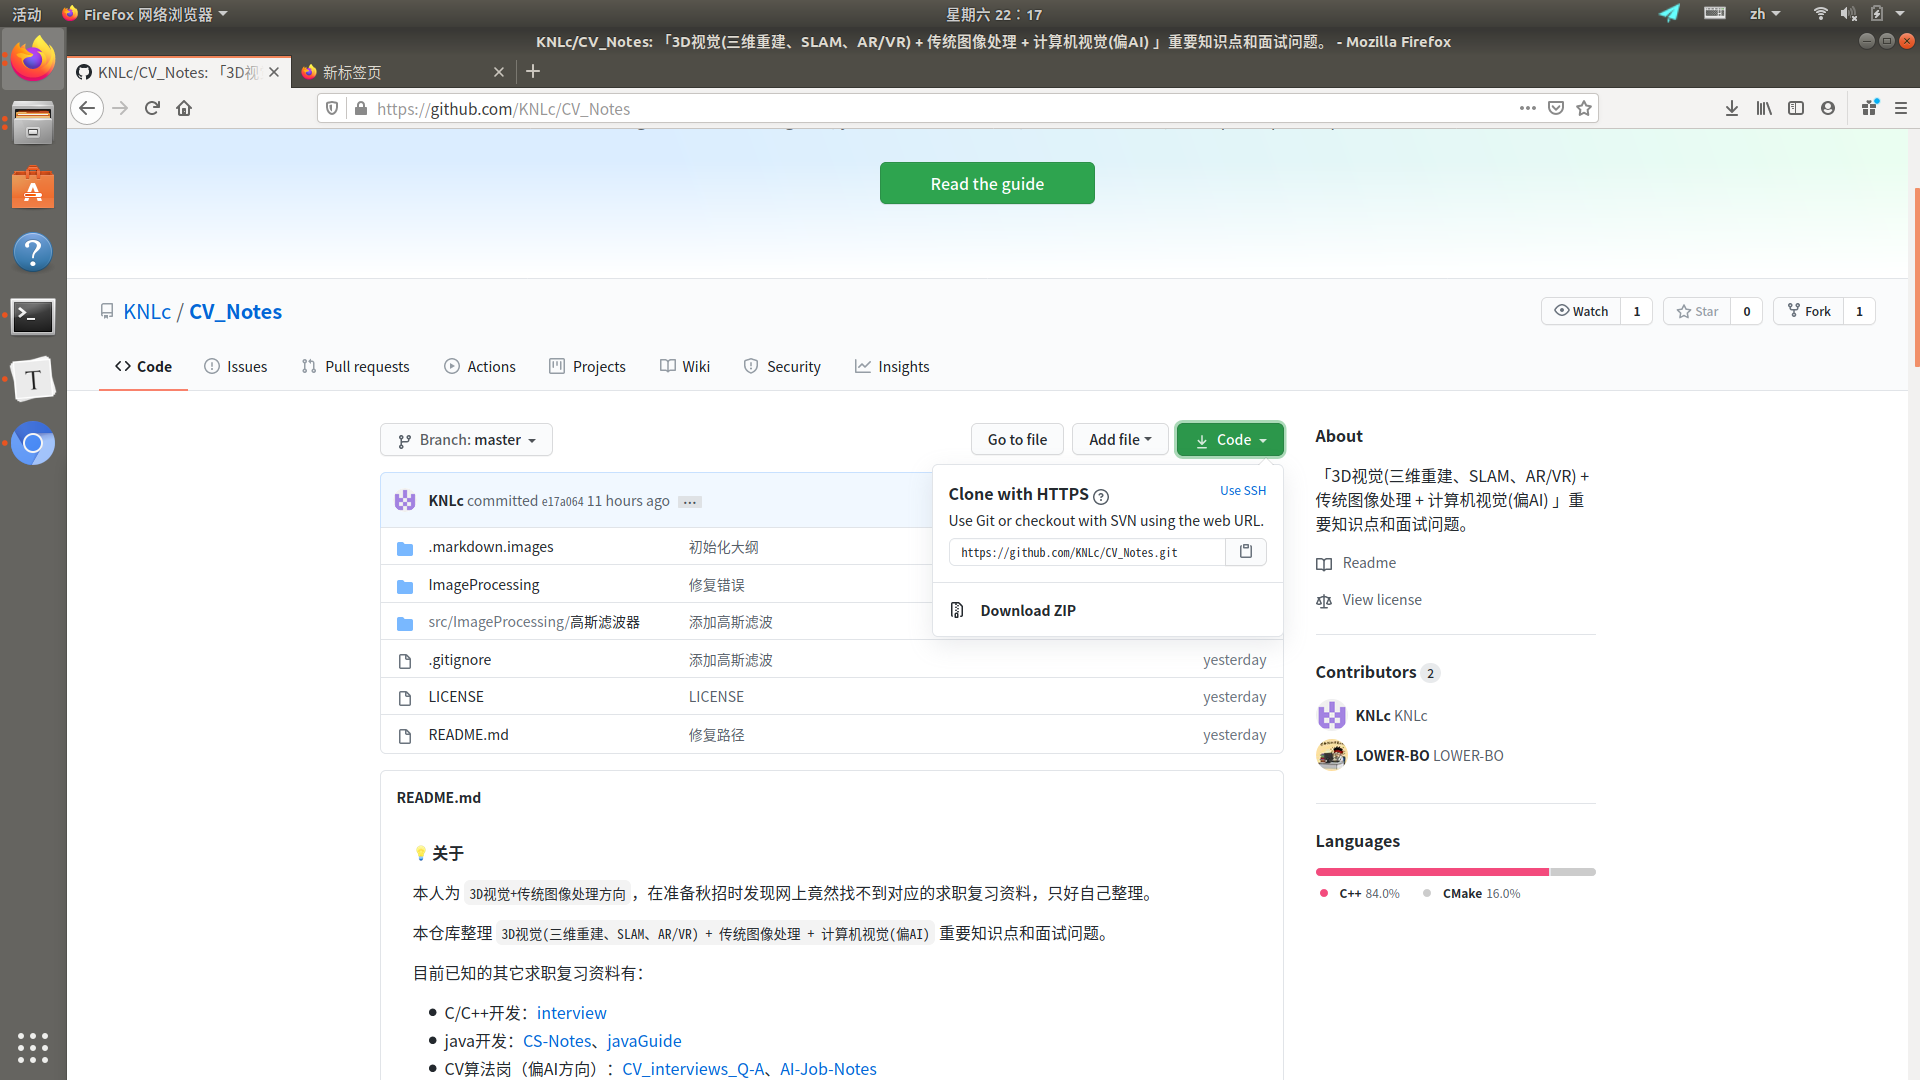 活动 Firefox 网络浏览器 星期六 22：17 zh
KNLc/CV_Notes: 「3D视觉(三维重建、SLAM、AR/VR) + 传统图像处理 + 计算机视觉(偏AI) 」重要知识点和面试问题。 - Mozilla Firefox
KNLc/CV_Notes: 「3D视 新标签页
https://github.com/KNLc/CV_Notes
Read the guide
KNLc / CV_Notes
Watch 1 Star 0 Fork 1
Code Issues Pull requests Actions Projects Wiki Security Insights
Branch: master Go to file Add file Code
KNLc committed e17a064 11 hours ago ...
Clone with HTTPS ? Use SSH
Use Git or checkout with SVN using the web URL.
https://github.com/KNLc/CV_Notes.git
Download ZIP
.markdown.images 初始化大纲
ImageProcessing 修复错误
src/ImageProcessing/高斯滤波器 添加高斯滤波
.gitignore 添加高斯滤波 yesterday
LICENSE LICENSE yesterday
README.md 修复路径 yesterday
README.md
关于
本人为 3D视觉+传统图像处理方向，在准备秋招时发现网上竟然找不到对应的求职复习资料，只好自己整理。
本仓库整理 3D视觉(三维重建、SLAM、AR/VR) + 传统图像处理 + 计算机视觉(偏AI) 重要知识点和面试问题。
目前已知的其它求职复习资料有：
C/C++开发：interview
java开发：CS-Notes、javaGuide
CV算法岗（偏AI方向）：CV_interviews_Q-A、AI-Job-Notes
About
「3D视觉(三维重建、SLAM、AR/VR) +
传统图像处理 + 计算机视觉(偏AI) 」重
要知识点和面试问题。
Readme
View license
Contributors 2
KNLc KNLc
LOWER-BO LOWER-BO
Languages
C++ 84.0% CMake 16.0%